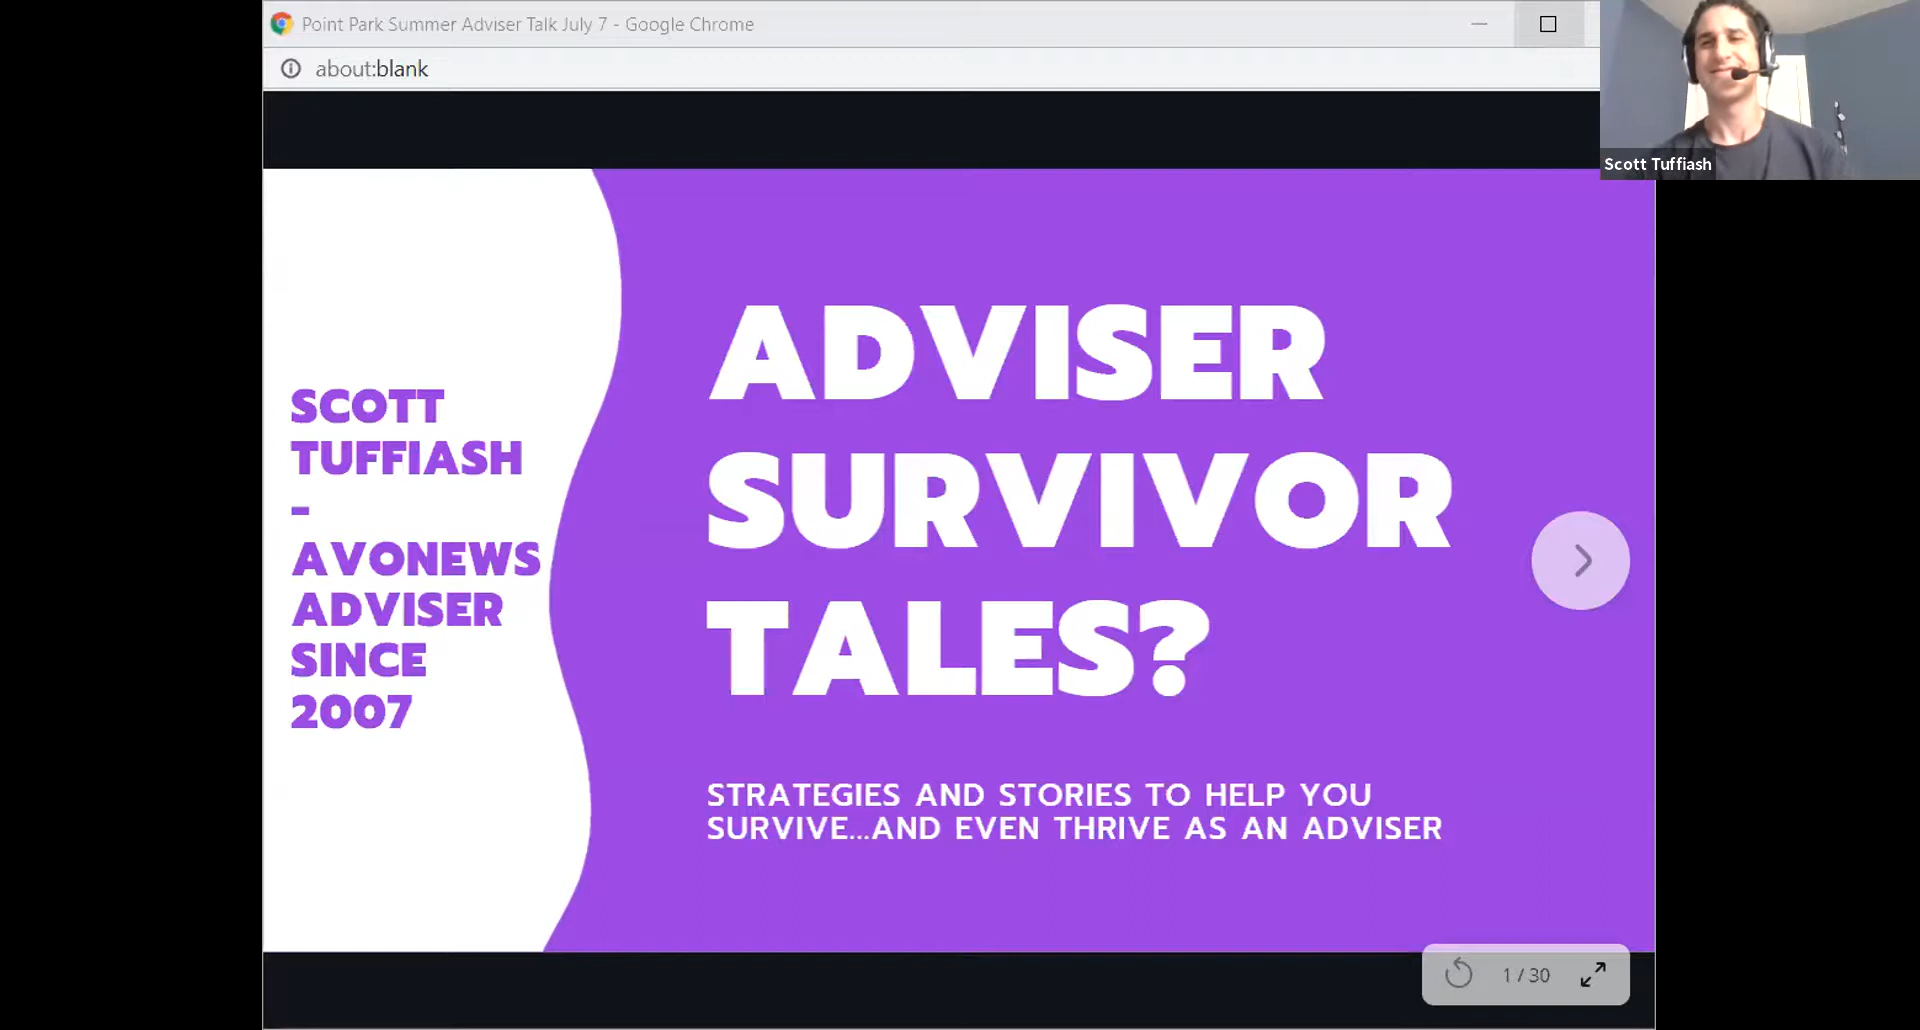 Point Park Summer Adviser Talk July 7 - Google Chrome
about:blank
Scott Tuffiash
SCOTT
TUFFIASH
-
AVONEWS
ADVISER
SINCE
2007
ADVISER
SURVIVOR
TALES?
STRATEGIES AND STORIES TO HELP YOU
SURVIVE...AND EVEN THRIVE AS AN ADVISER
1 / 30